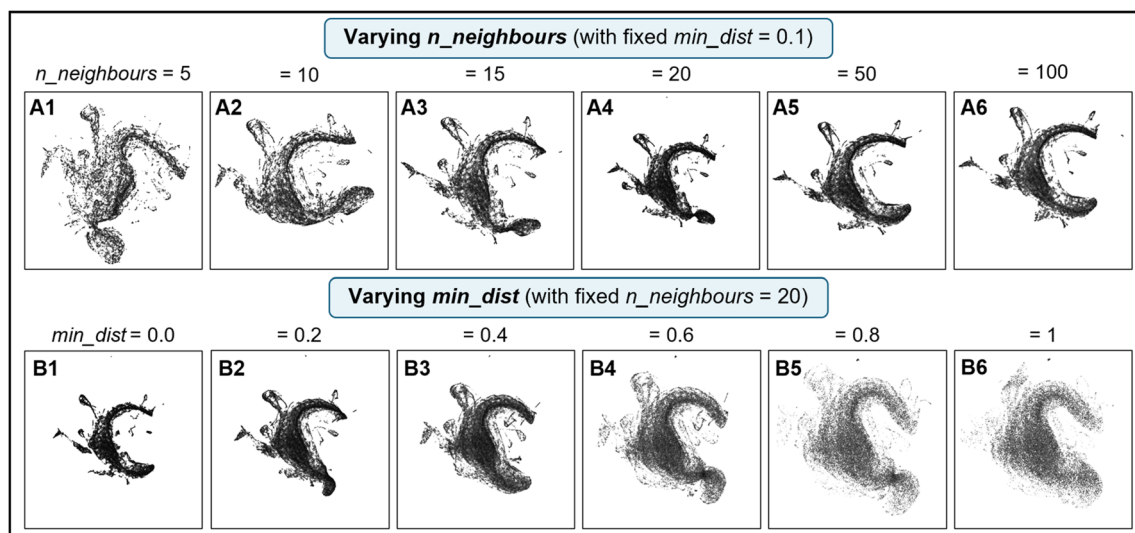 Varying n_neighbours (with fixed min_dist = 0.1)
n_neighbours = 5 = 10 = 15 = 20 = 50 = 100
A1 A2 A3 A4 A5 A6
Varying min_dist (with fixed n_neighbours = 20)
min_dist = 0.0 = 0.2 = 0.4 = 0.6 = 0.8 = 1
B1 B2 B3 B4 B5 B6